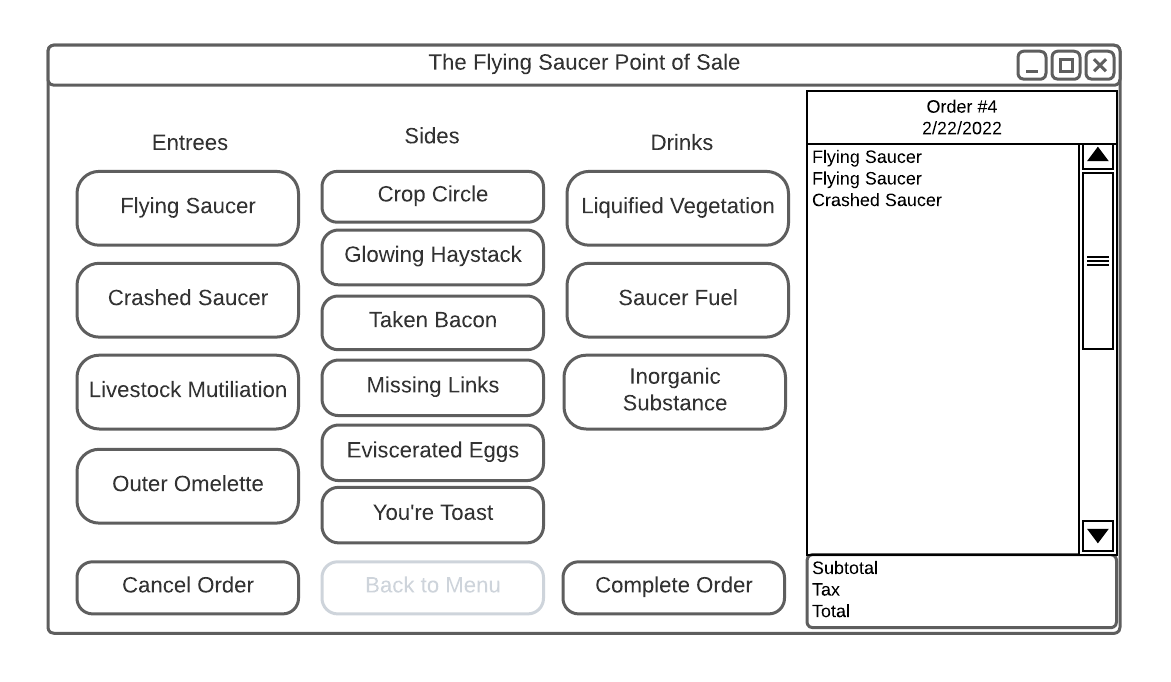 The Flying Saucer Point of Sale
Entrees
Flying Saucer
Crashed Saucer
Livestock Mutiliation
Outer Omelette
Cancel Order
Sides
Crop Circle
Glowing Haystack
Taken Bacon
Missing Links
Eviscerated Eggs
You're Toast
Back to Menu
Drinks
Liquified Vegetation
Saucer Fuel
Inorganic
Substance
Complete Order
Order #4
2/22/2022
Flying Saucer
Flying Saucer
Crashed Saucer
Subtotal
Tax
Total